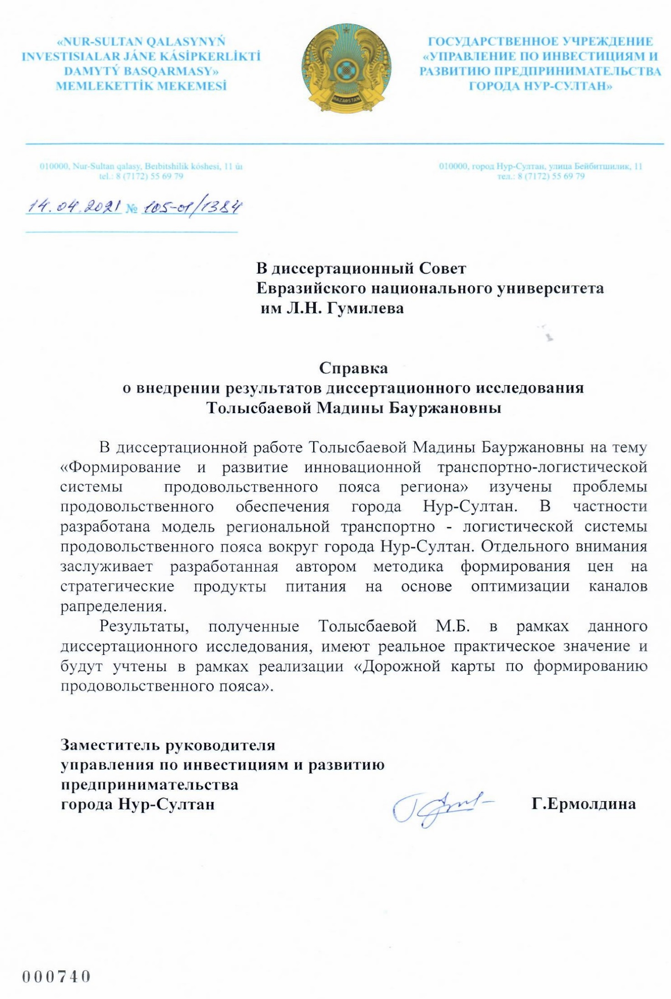 «NUR-SULTAN QALASYNYŃ
INVESTISIALAR JÁNE KÁSİPKERLİKTİ
DAMYTÝ BASQARMASY»
MEMLEKETTİK MEKEMESİ
QAZAQSTAN
ГОСУДАРСТВЕННОЕ УЧРЕЖДЕНИЕ
«УПРАВЛЕНИЕ ПО ИНВЕСТИЦИЯМ И
РАЗВИТИЮ ПРЕДПРИНИМАТЕЛЬСТВА
ГОРОДА НУР-СУЛТАН»
010000, Nur-Sultan qalasy, Beıbitshilik kóshesi, 11 úı
tel.: 8 (7172) 55 69 79
010000, город Нур-Султан, улица Бейбитшилик, 11
тел.: 8 (7172) 55 69 79
14.04.2021 № 105-01/1384
В диссертационный Совет
Евразийского национального университета
им Л.Н. Гумилева
Справка
о внедрении результатов диссертационного исследования
Толысбаевой Мадины Бауржановны
В диссертационной работе Толысбаевой Мадины Бауржановны на тему
«Формирование и развитие инновационной транспортно-логистической
системы продовольственного пояса региона» изучены проблемы
продовольственного обеспечения города Нур-Султан. В частности
разработана модель региональной транспортно - логистической системы
продовольственного пояса вокруг города Нур-Султан. Отдельного внимания
заслуживает разработанная автором методика формирования цен на
стратегические продукты питания на основе оптимизации каналов
рапределения.
Результаты, полученные Толысбаевой М.Б. в рамках данного
диссертационного исследования, имеют реальное практическое значение и
будут учтены в рамках реализации «Дорожной карты по формированию
продовольственного пояса».
Заместитель руководителя
управления по инвестициям и развитию
предпринимательства
города Нур-Султан Г.Ермолдина
000740